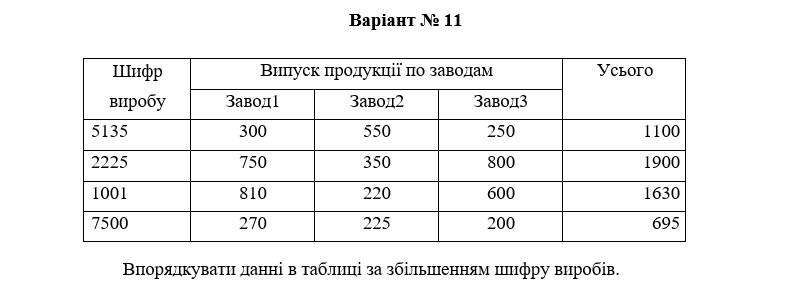 Варіант № 11
Шифр виробу Випуск продукції по заводам Усього
Завод1 Завод2 Завод3
5135 300 550 250 1100
2225 750 350 800 1900
1001 810 220 600 1630
7500 270 225 200 695
Впорядкувати данні в таблиці за збільшенням шифру виробів.